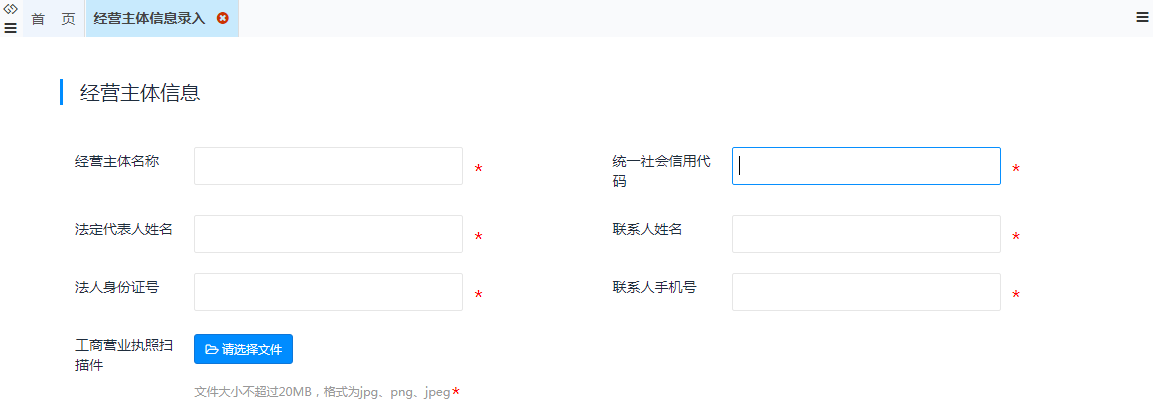 首 页 经营主体信息录入
经营主体信息
经营主体名称 * 统一社会信用代
码 *
法定代表人姓名 * 联系人姓名 *
法人身份证号 * 联系人手机号 *
工商营业执照扫
描件
请选择文件
文件大小不超过20MB，格式为jpg、png、jpeg*